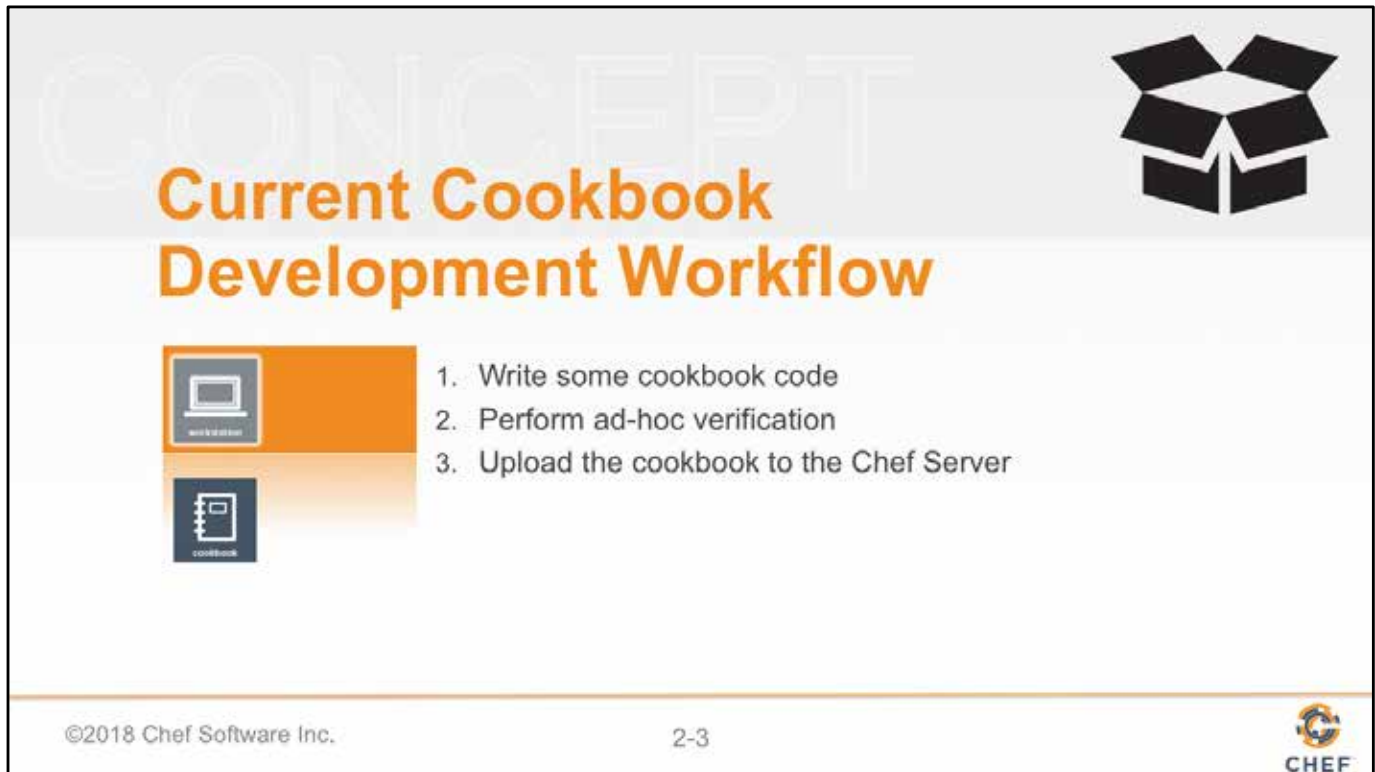 CONCEPT
Current Cookbook
Development Workflow
workstation
1. Write some cookbook code
2. Perform ad-hoc verification
3. Upload the cookbook to the Chef Server
cookbook
©2018 Chef Software Inc.
2-3
CHEF